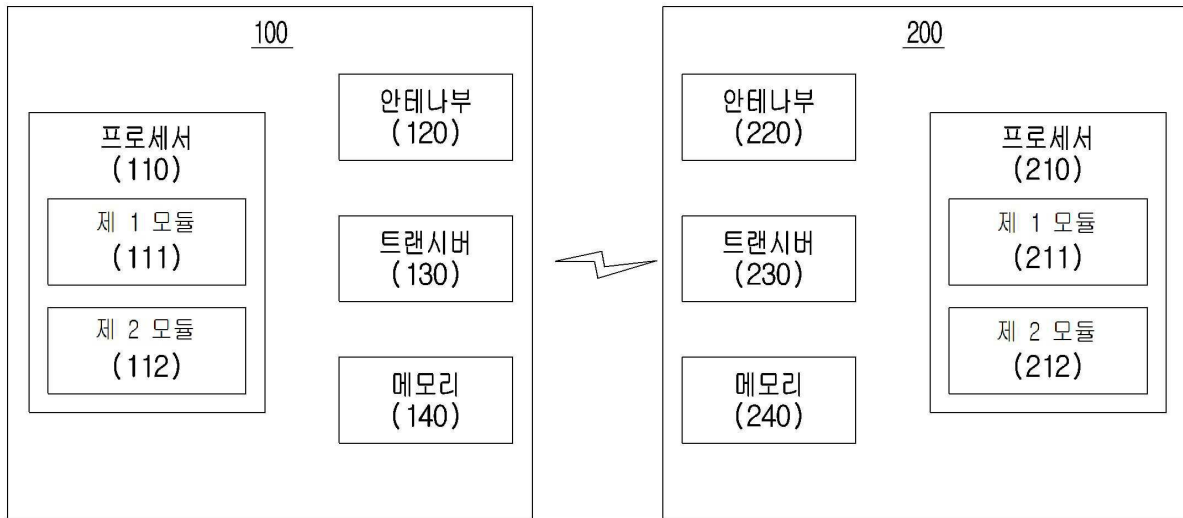 100
프로세서
(110)
제 1 모듈
(111)
제 2 모듈
(112)
안테나부
(120)
트랜시버
(130)
메모리
(140)
200
안테나부
(220)
트랜시버
(230)
메모리
(240)
프로세서
(210)
제 1 모듈
(211)
제 2 모듈
(212)